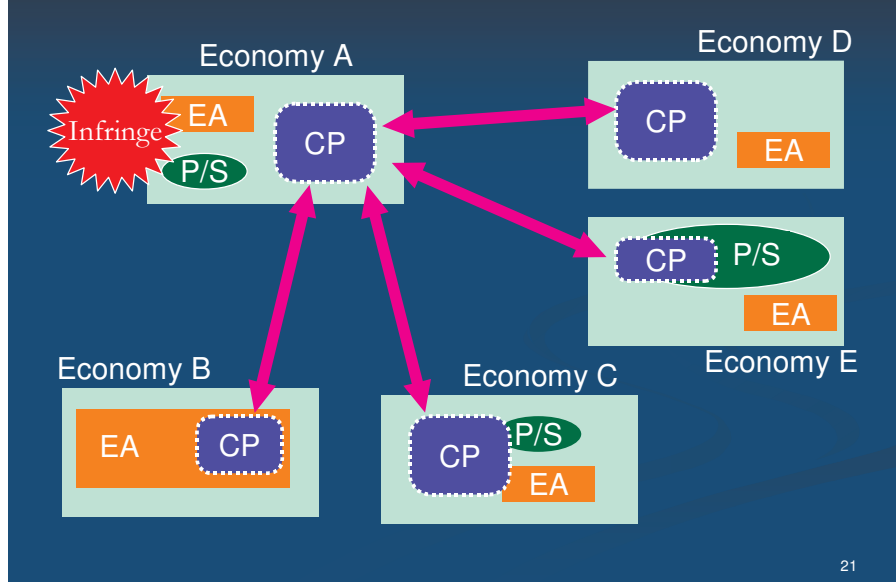 Economy A
Infringe
EA
P/S
CP
Economy D
CP
EA
CP
P/S
EA
Economy E
Economy B
EA
CP
Economy C
CP
P/S
EA
21